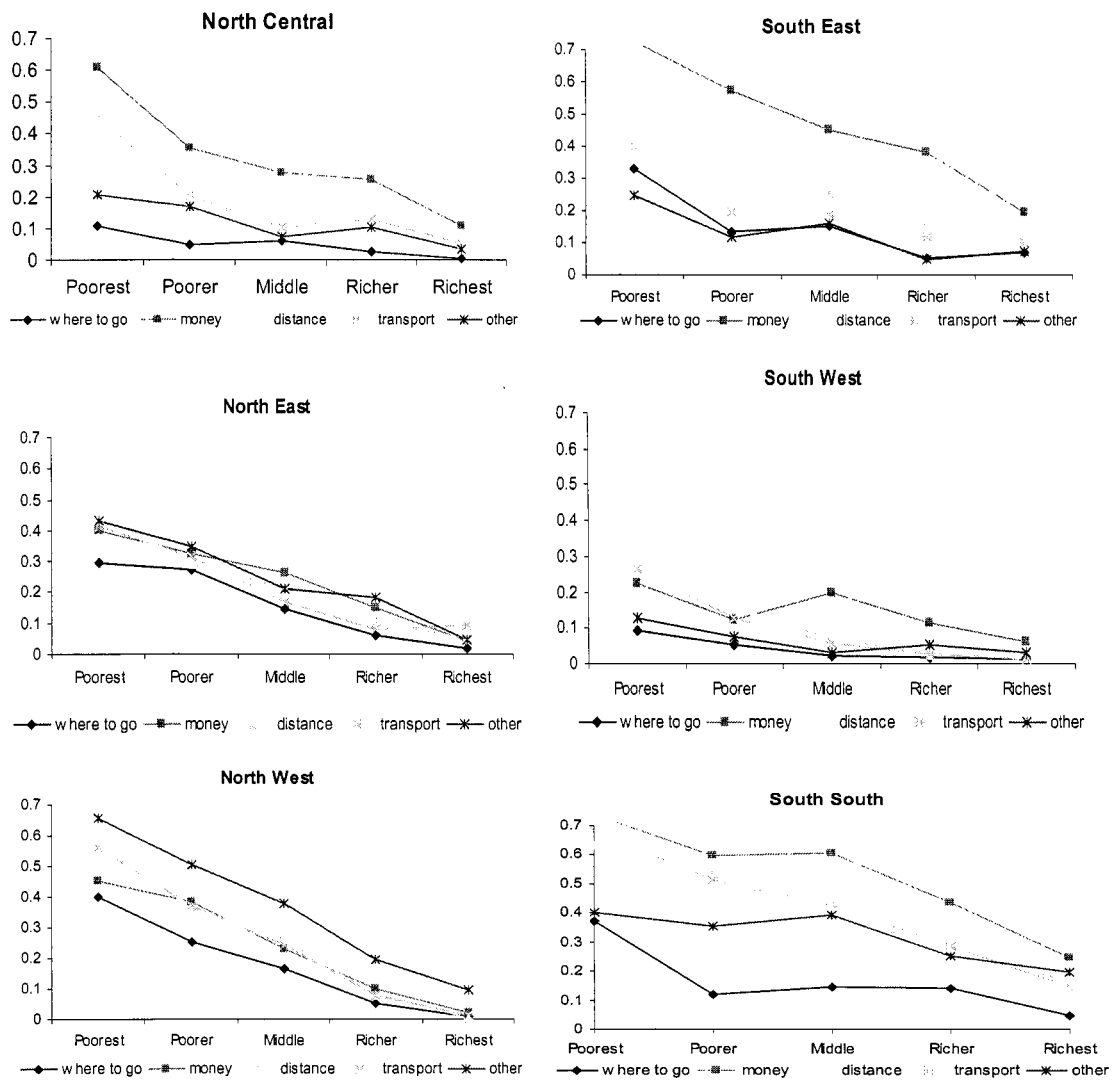 North Central
0.7
0.6
0.5
0.4
0.3
0.2
0.1
0
Poorest Poorer Middle Richer Richest
where to go money distance transport other
South East
0.7
0.6
0.5
0.4
0.3
0.2
0.1
0
Poorest Poorer Middle Richer Richest
where to go money distance transport other
North East
0.7
0.6
0.5
0.4
0.3
0.2
0.1
0
Poorest Poorer Middle Richer Richest
where to go money distance transport other
South West
0.7
0.6
0.5
0.4
0.3
0.2
0.1
0
Poorest Poorer Middle Richer Richest
where to go money distance transport other
North West
0.7
0.6
0.5
0.4
0.3
0.2
0.1
0
Poorest Poorer Middle Richer Richest
where to go money distance transport other
South South
0.7
0.6
0.5
0.4
0.3
0.2
0.1
0
Poorest Poorer Middle Richer Richest
where to go money distance transport other